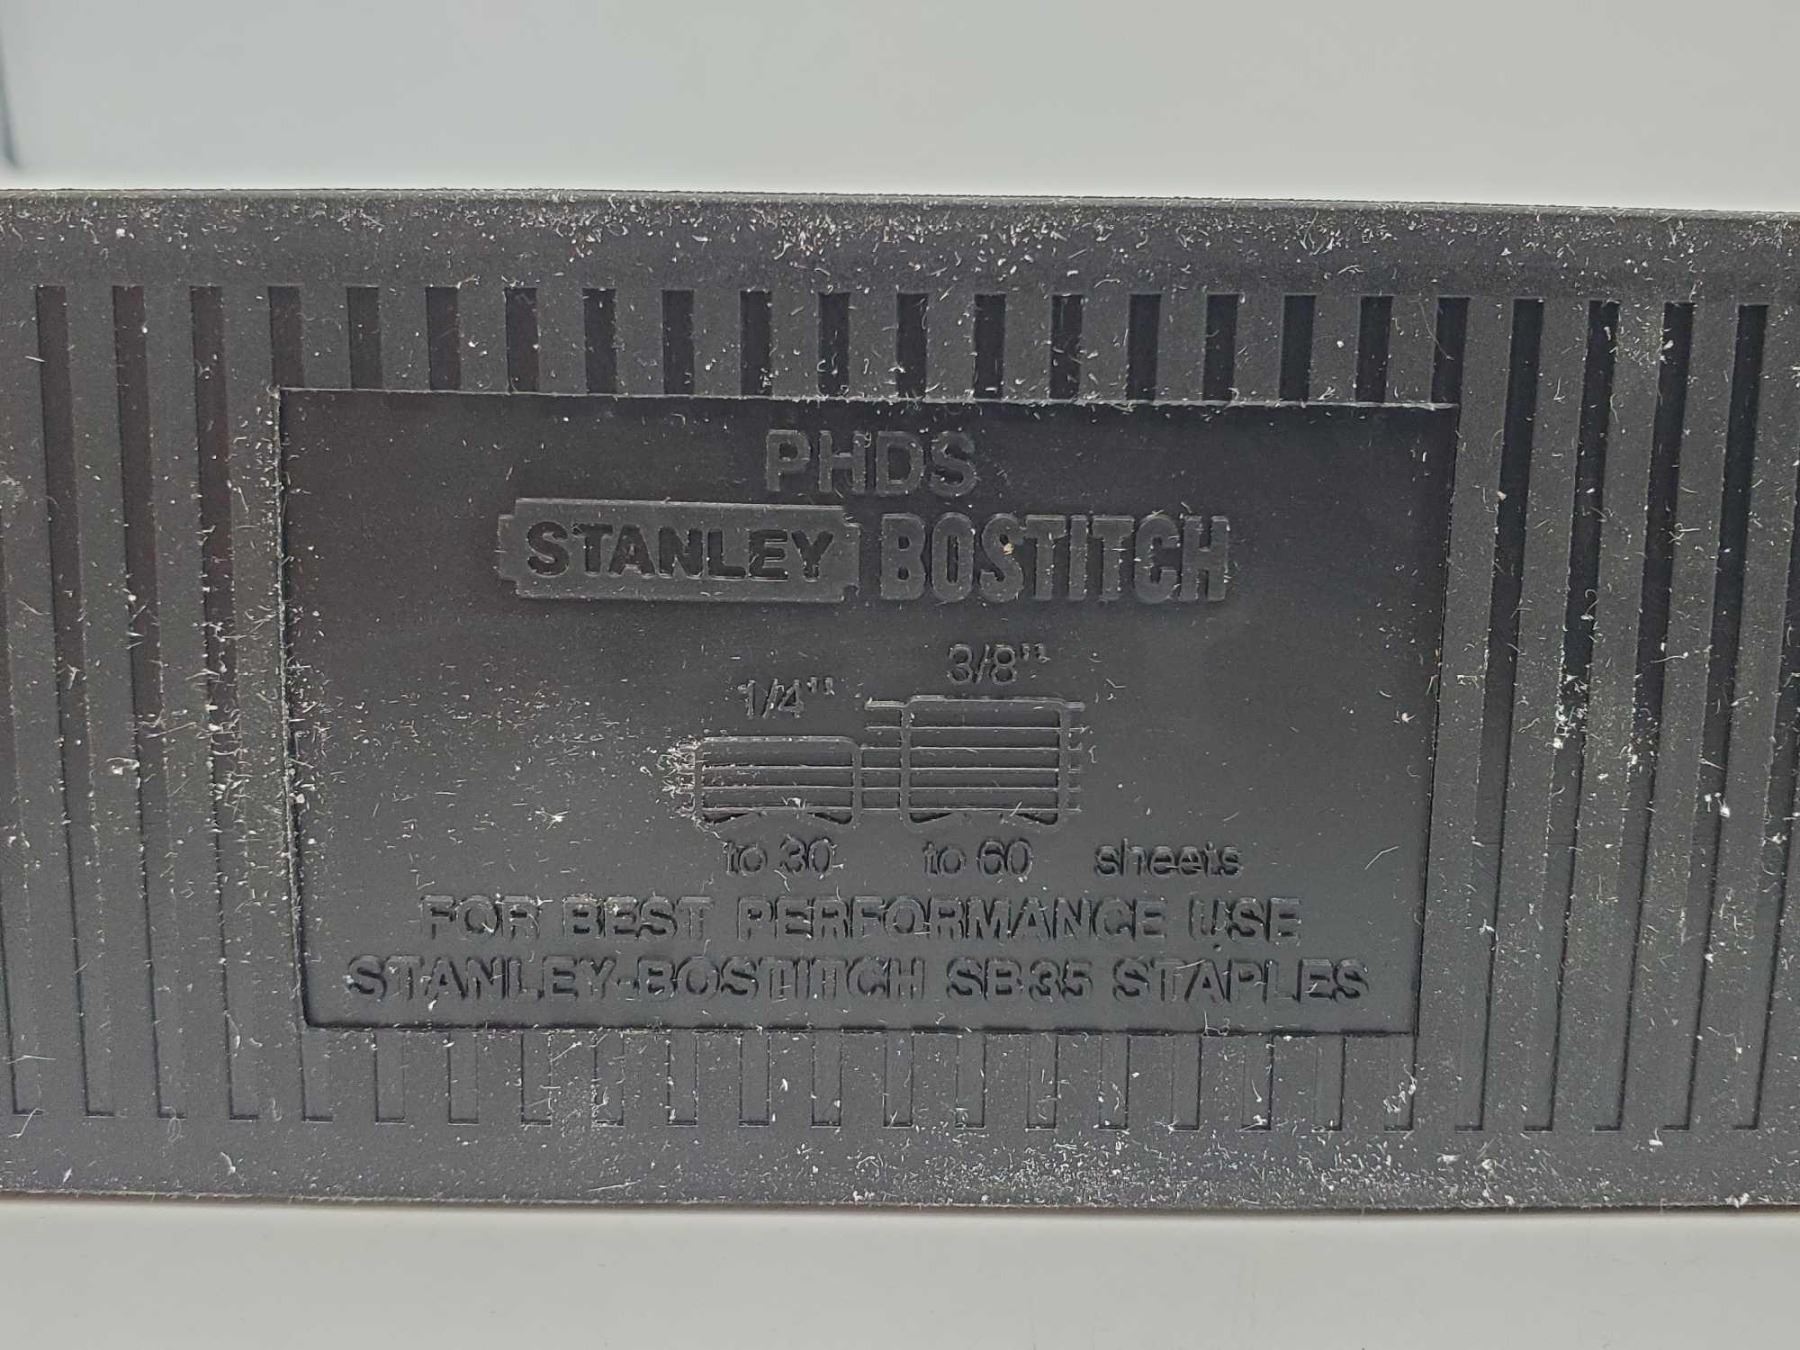 PHDS
STANLEY BOSTITCH
1/4" 3/8"
to 30 to 60 sheets
FOR BEST PERFORMANCE USE
STANLEY-BOSTITCH SB35 STAPLES